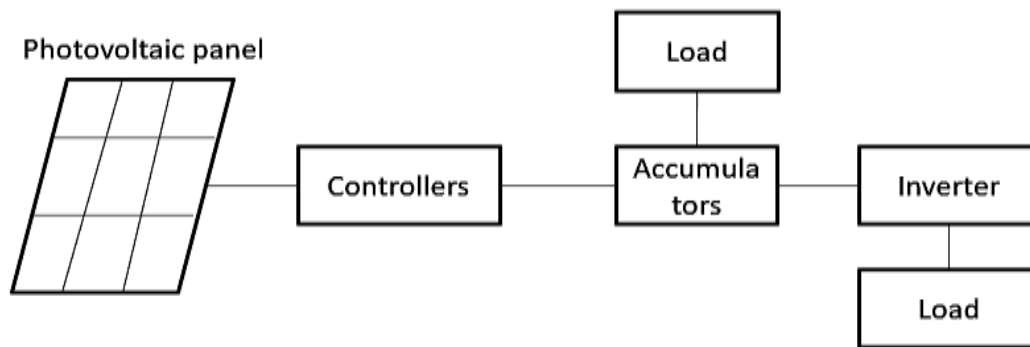 Photovoltaic panel
Load
Controllers
Accumula
tors
Inverter
Load